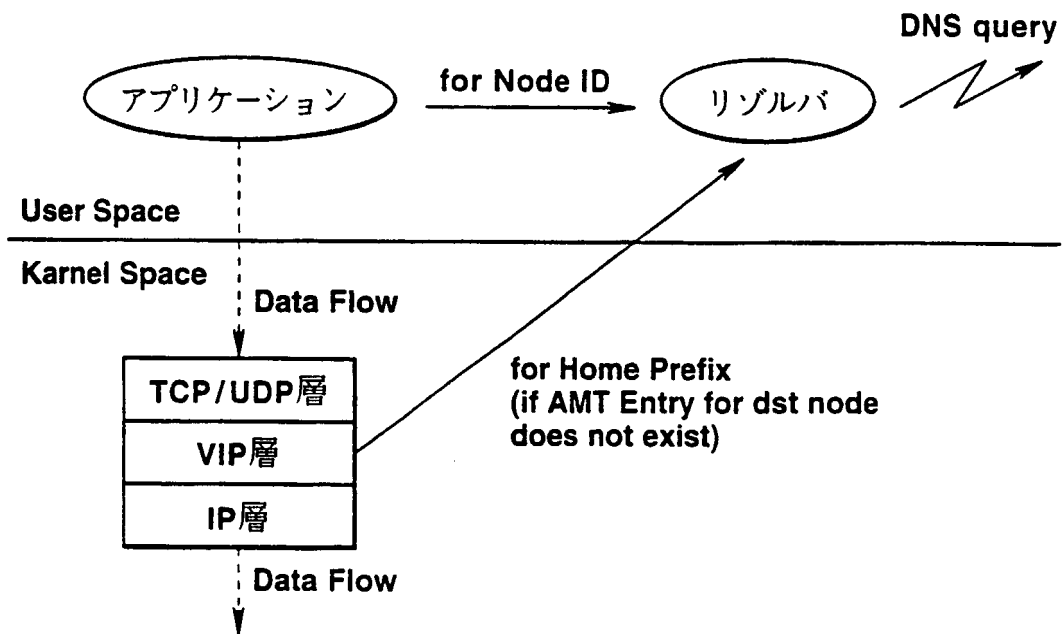 DNS query
アプリケーション
for Node ID
リゾルバ
User Space
Karnel Space
Data Flow
TCP/UDP層
VIP層
IP層
for Home Prefix
(if AMT Entry for dst node
does not exist)
Data Flow